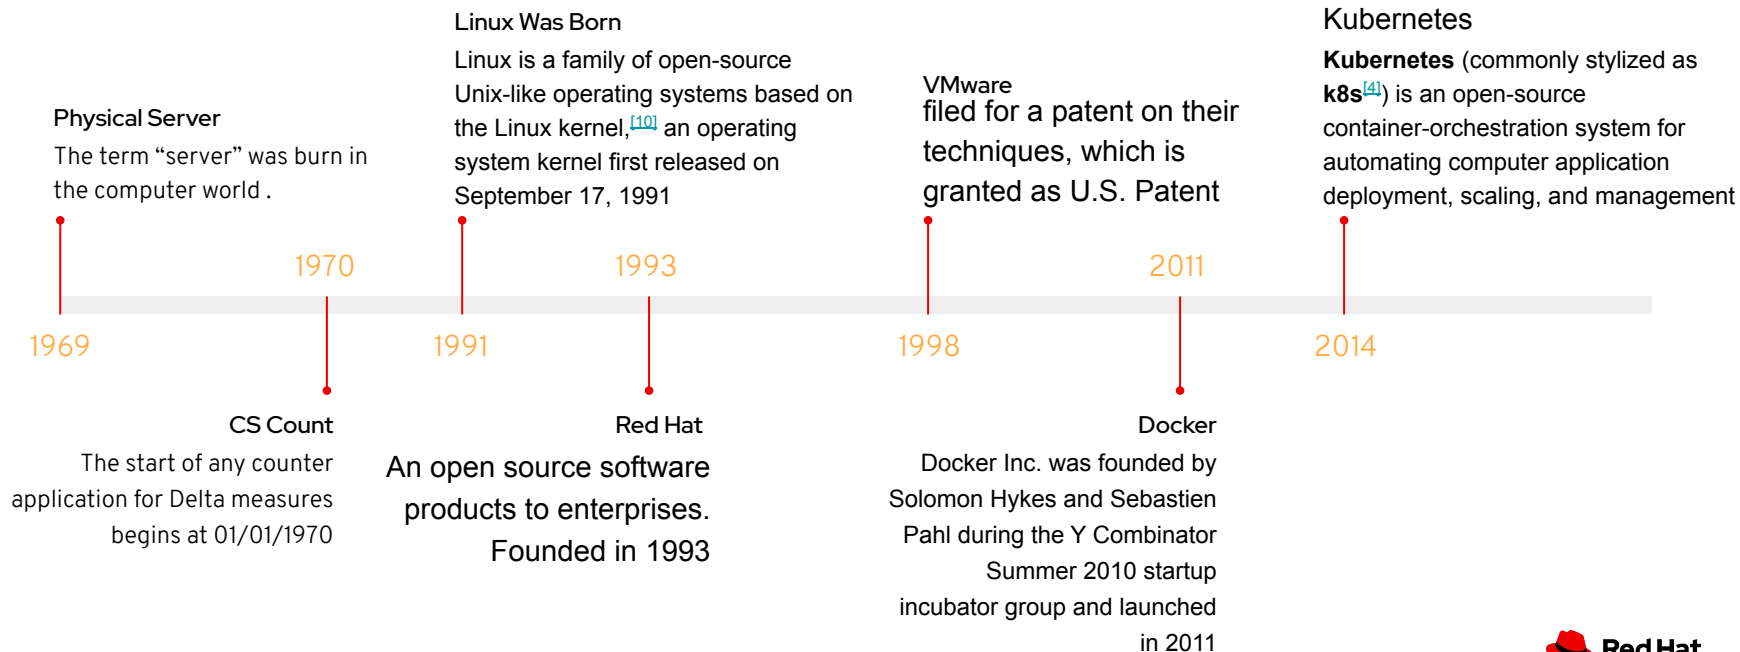 Physical Server
The term “server” was burn in
the computer world .
1969
1970
CS Count
The start of any counter
application for Delta measures
begins at 01/01/1970
Linux Was Born
Linux is a family of open-source
Unix-like operating systems based on
the Linux kernel,[10] an operating
system kernel first released on
September 17, 1991
1991
1993
Red Hat
An open source software
products to enterprises.
Founded in 1993
VMware
filed for a patent on their
techniques, which is
granted as U.S. Patent
1998
2011
Docker
Docker Inc. was founded by
Solomon Hykes and Sebastien
Pahl during the Y Combinator
Summer 2010 startup
incubator group and launched
in 2011
Kubernetes
Kubernetes (commonly stylized as
k8s[4]) is an open-source
container-orchestration system for
automating computer application
deployment, scaling, and management
2014
Red Hat